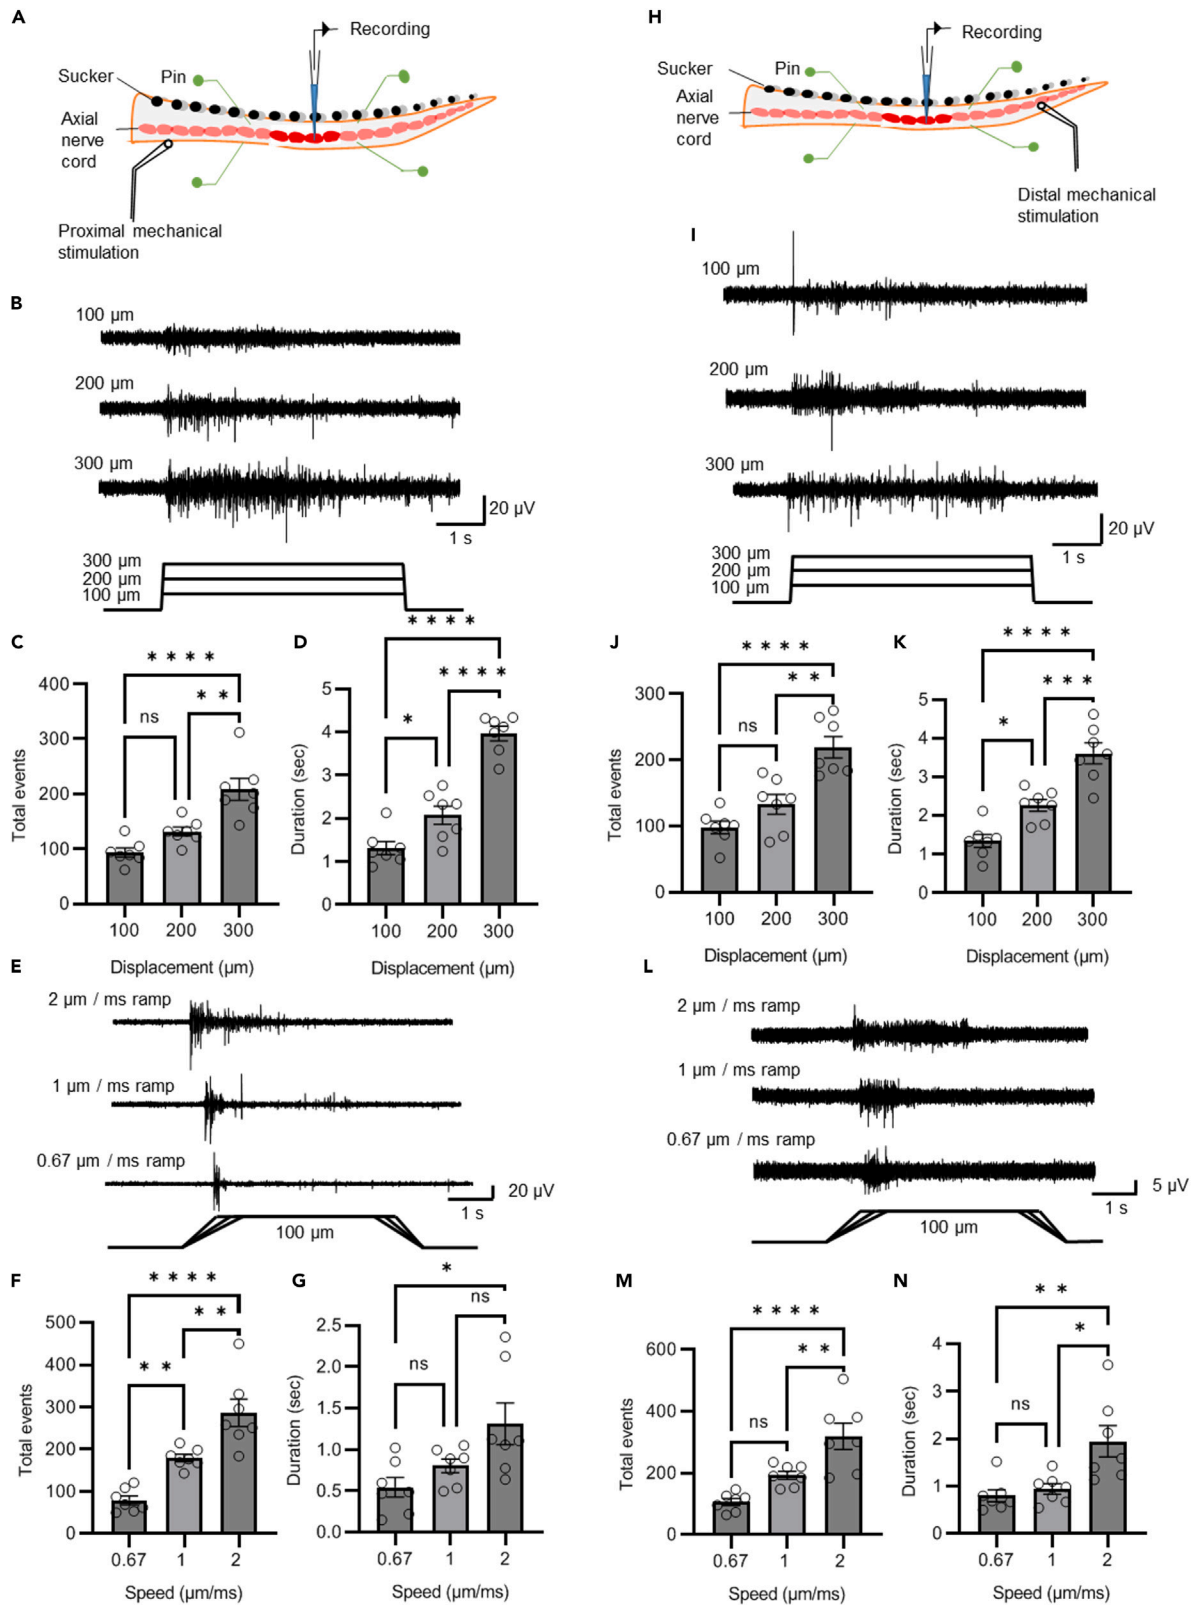 A
Recording
Sucker
Pin
Axial
nerve
cord
Proximal mechanical
stimulation
H
Recording
Sucker
Pin
Axial
nerve
cord
Distal mechanical
stimulation
B
100 µm
200 µm
300 µm
20 µV
1 s
300 µm
200 µm
100 µm
I
100 µm
200 µm
300 µm
20 µV
1 s
300 µm
200 µm
100 µm
C
* * * *
* *
ns
400
300
200
100
0
Total events
100 200 300
Displacement (µm)
D
* * * *
* * * *
*
5
4
3
2
1
0
Duration (sec)
100 200 300
Displacement (µm)
J
* * * *
* *
ns
300
200
100
0
Total events
100 200 300
Displacement (µm)
K
* * * *
* * *
*
5
4
3
2
1
0
Duration (sec)
100 200 300
Displacement (µm)
E
2 µm / ms ramp
1 µm / ms ramp
0.67 µm / ms ramp
20 µV
1 s
100 µm
L
2 µm / ms ramp
1 µm / ms ramp
0.67 µm / ms ramp
5 µV
1 s
100 µm
F
* * * *
* *
* *
500
400
300
200
100
0
Total events
0.67 1 2
Speed (µm/ms)
G
*
ns
ns
2.5
2.0
1.5
1.0
0.5
0.0
Duration (sec)
0.67 1 2
Speed (µm/ms)
M
* * * *
* *
ns
600
400
200
0
Total events
0.67 1 2
Speed (µm/ms)
N
* *
*
ns
4
3
2
1
0
Duration (sec)
0.67 1 2
Speed (µm/ms)